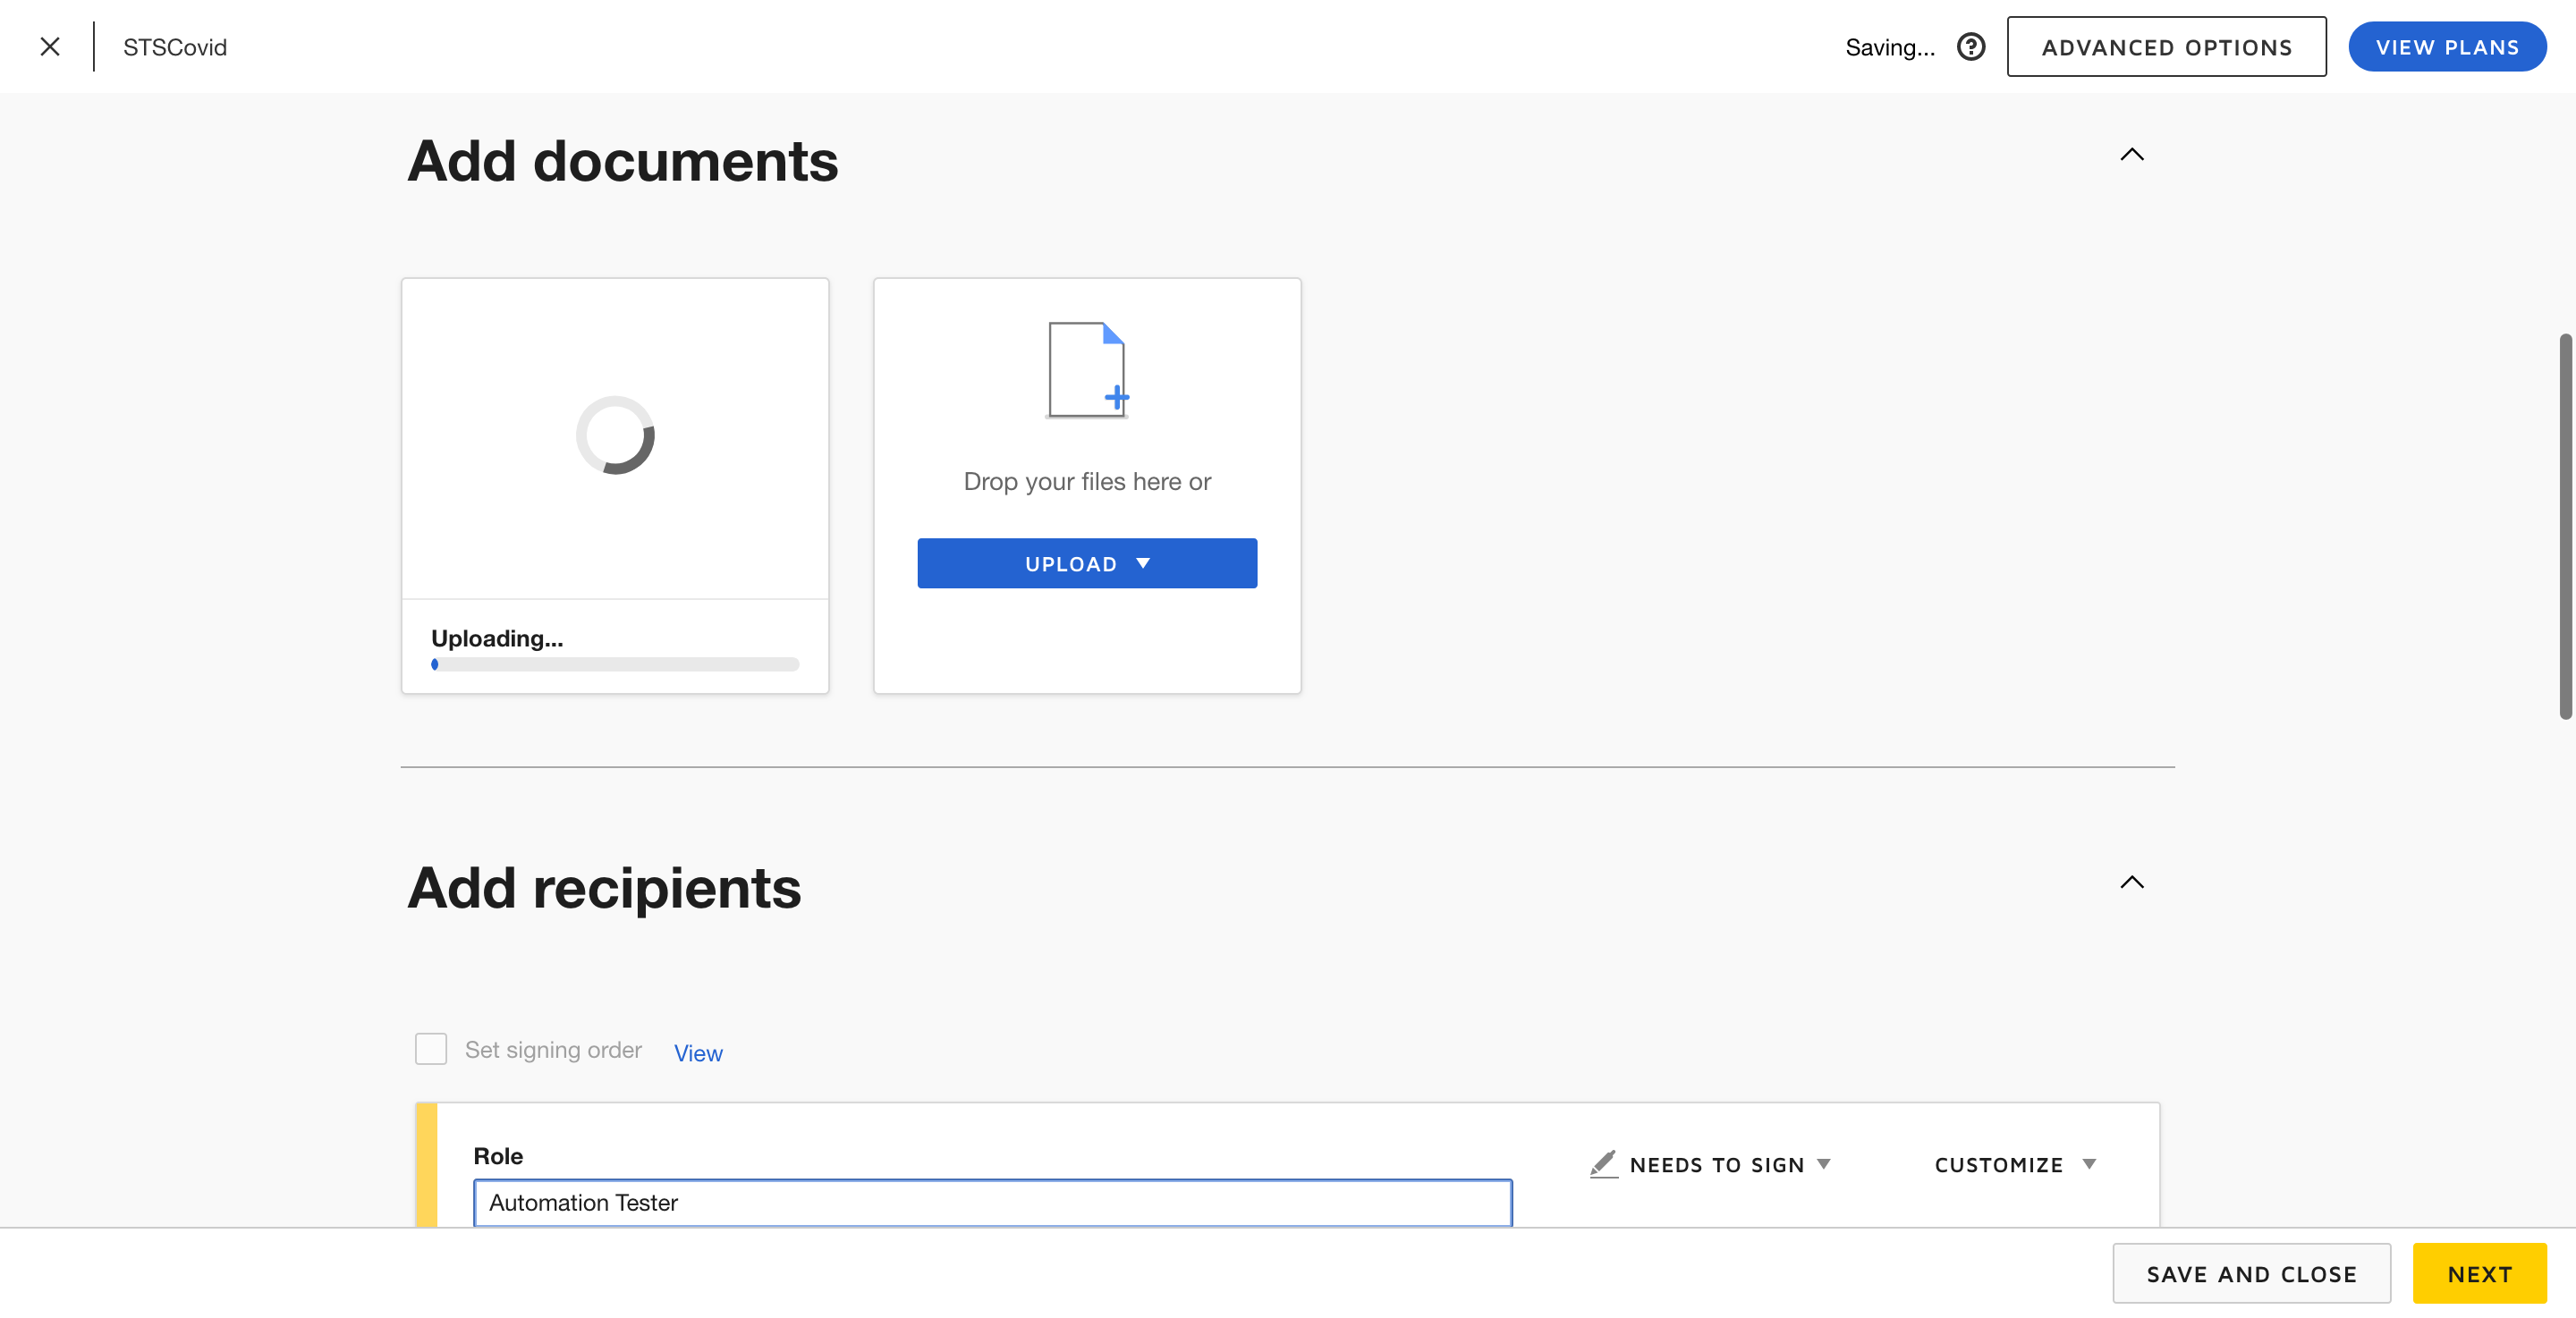 STSCovid
Saving...
ADVANCED OPTIONS
VIEW PLANS
Add documents
Drop your files here or
UPLOAD
Uploading...
Add recipients
Set signing order
View
Role
NEEDS TO SIGN
CUSTOMIZE
Automation Tester
SAVE AND CLOSE
NEXT